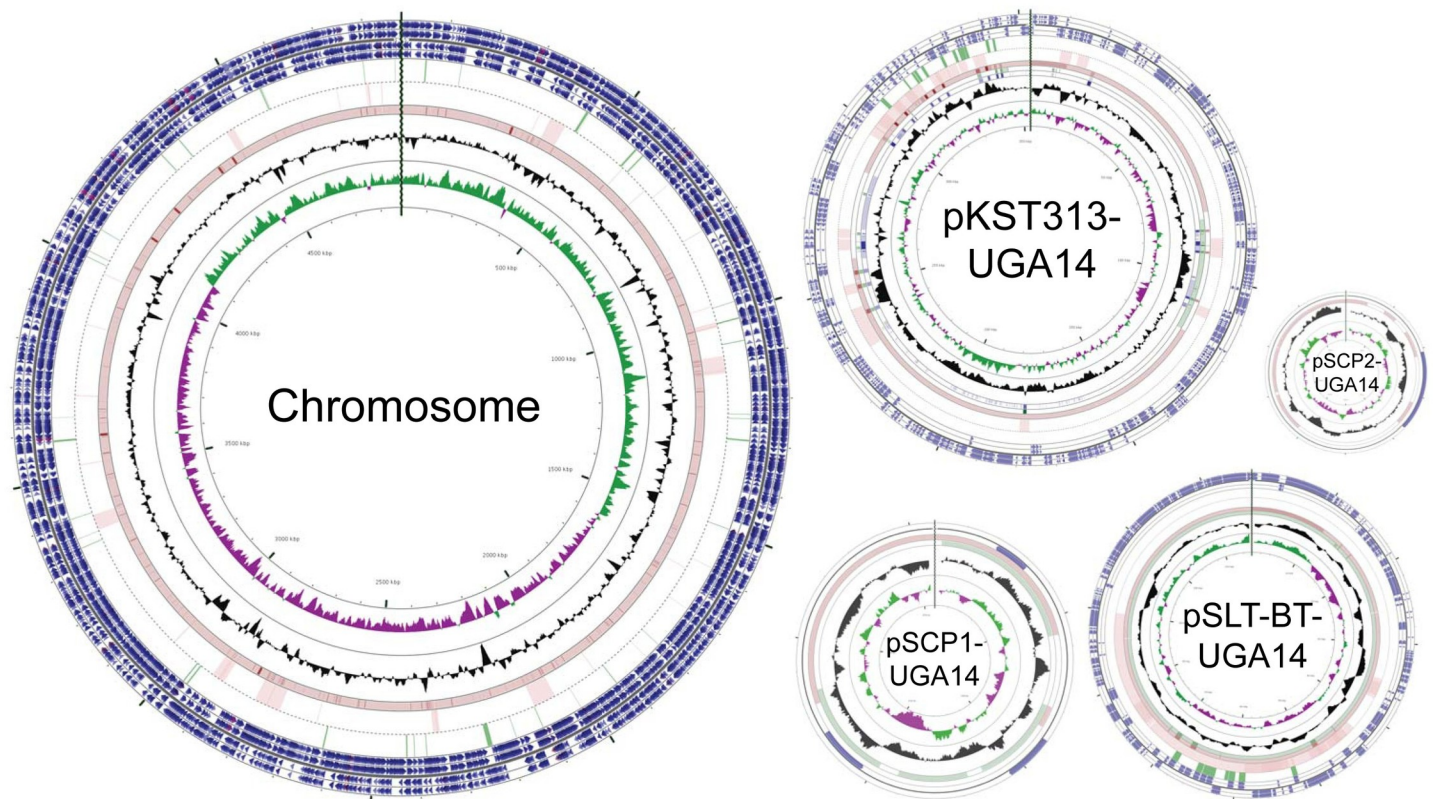 Chromosome
500 kbp
1000 kbp
1500 kbp
2000 kbp
2500 kbp
3000 kbp
3500 kbp
4000 kbp
4500 kbp
pKST313-
UGA14
pSCP2-
UGA14
pSCP1-
UGA14
pSLT-BT-
UGA14